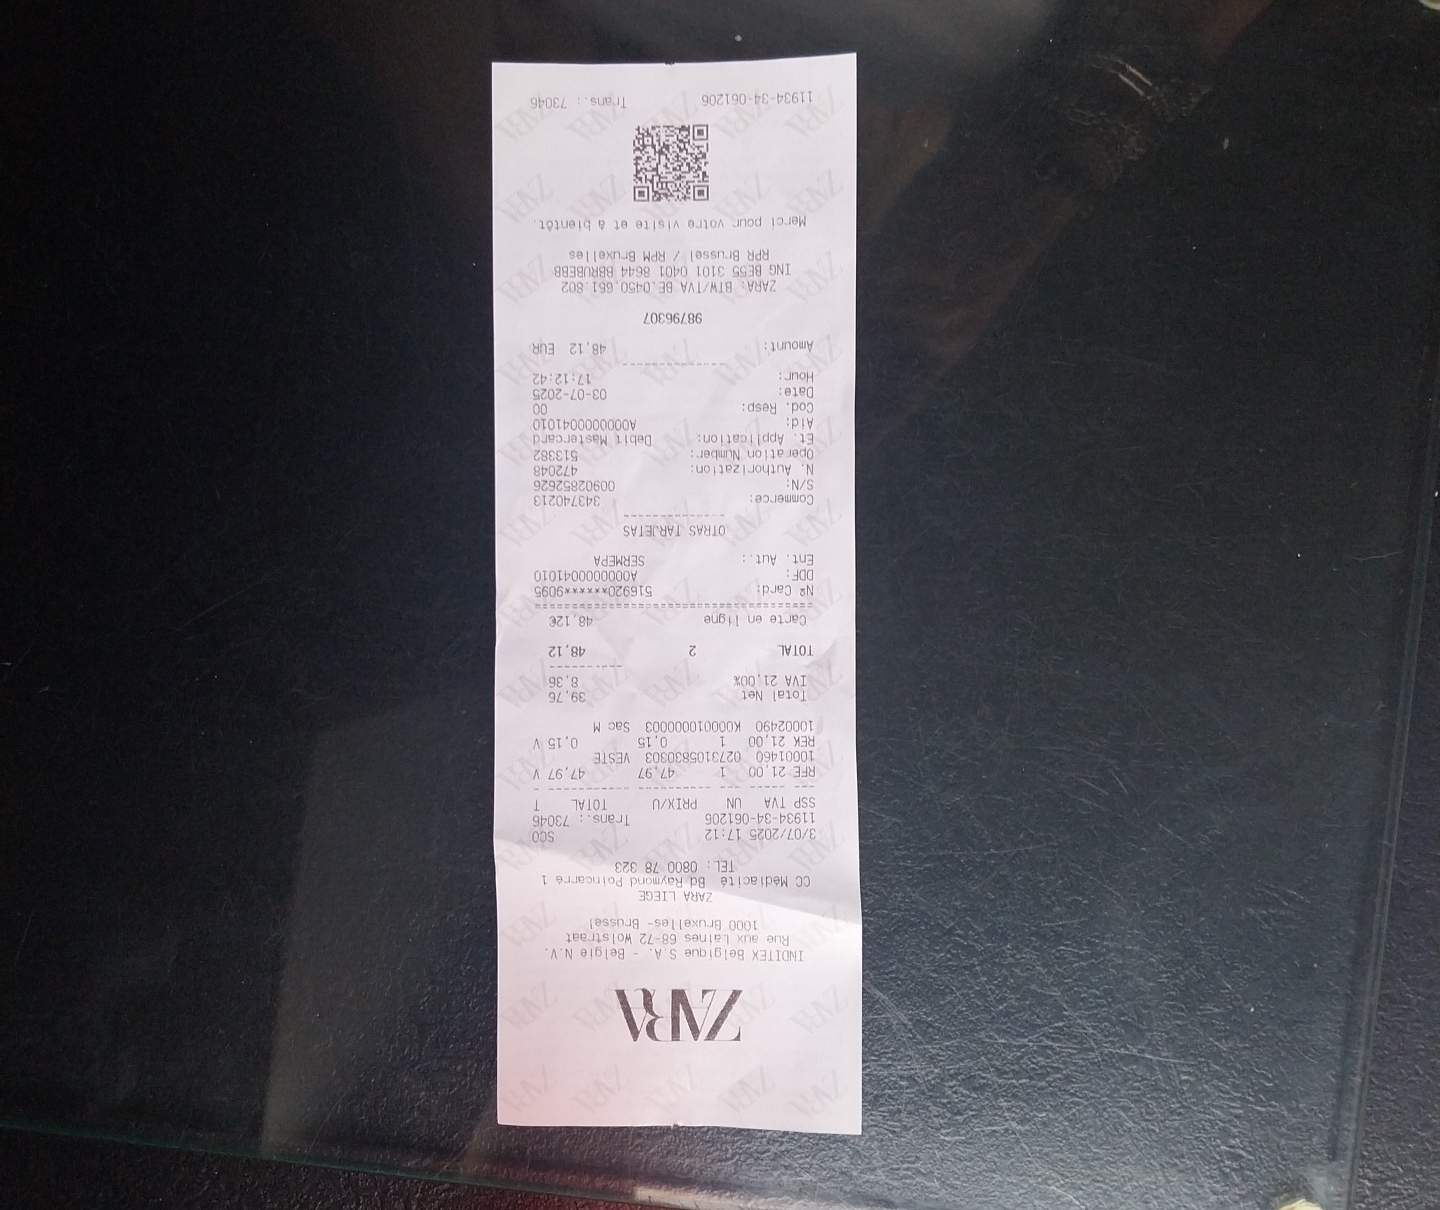 ZARA
INDITEX Belgique S.A. - Belgie N.V.
Rue aux Laines 68-72 Wolstraat
1000 Bruxelles- Brussel
ZARA LIEGE
CC Mediacité Bd Raymond Poincarré 1
TEL: 0800 78 323
3/07/2025 17:12 SCO
11934-34-061206 Trans.: 73046
SSP TVA UN PRIX/U TOTAL T
RFE 21,00 1 47,97 47,97 V
10001460 0273105830303 VESTE
REK 21,00 1 0,15 0,15 V
10002490 K00001000000003 Sac M
Total Net 39,76
IVA 21,00% 8,36
TOTAL 2 48,12
Carte en ligne 48,12€
Nº Card: 516920******9095
DDF: A0000000041010
Ent. Aut.: SERMEPA
OTRAS TARJETAS
Commerce: 343740213
S/N: 00902852626
N. Authorization: 472048
Operation Number: 513382
Et. Application: Debit Mastercard
Aid: A0000000041010
Cod. Resp: 00
Date: 03-07-2025
Hour: 17:12:42
Amount: 48,12 EUR
98796307
ZARA: BTW/TVA BE.0450.661.802
ING BE55 3101 0401 8644 BBRUBEBB
RPR Brussel / RPM Bruxelles
Merci pour votre visite et à bientôt.
11934-34-061206 Trans.: 73046